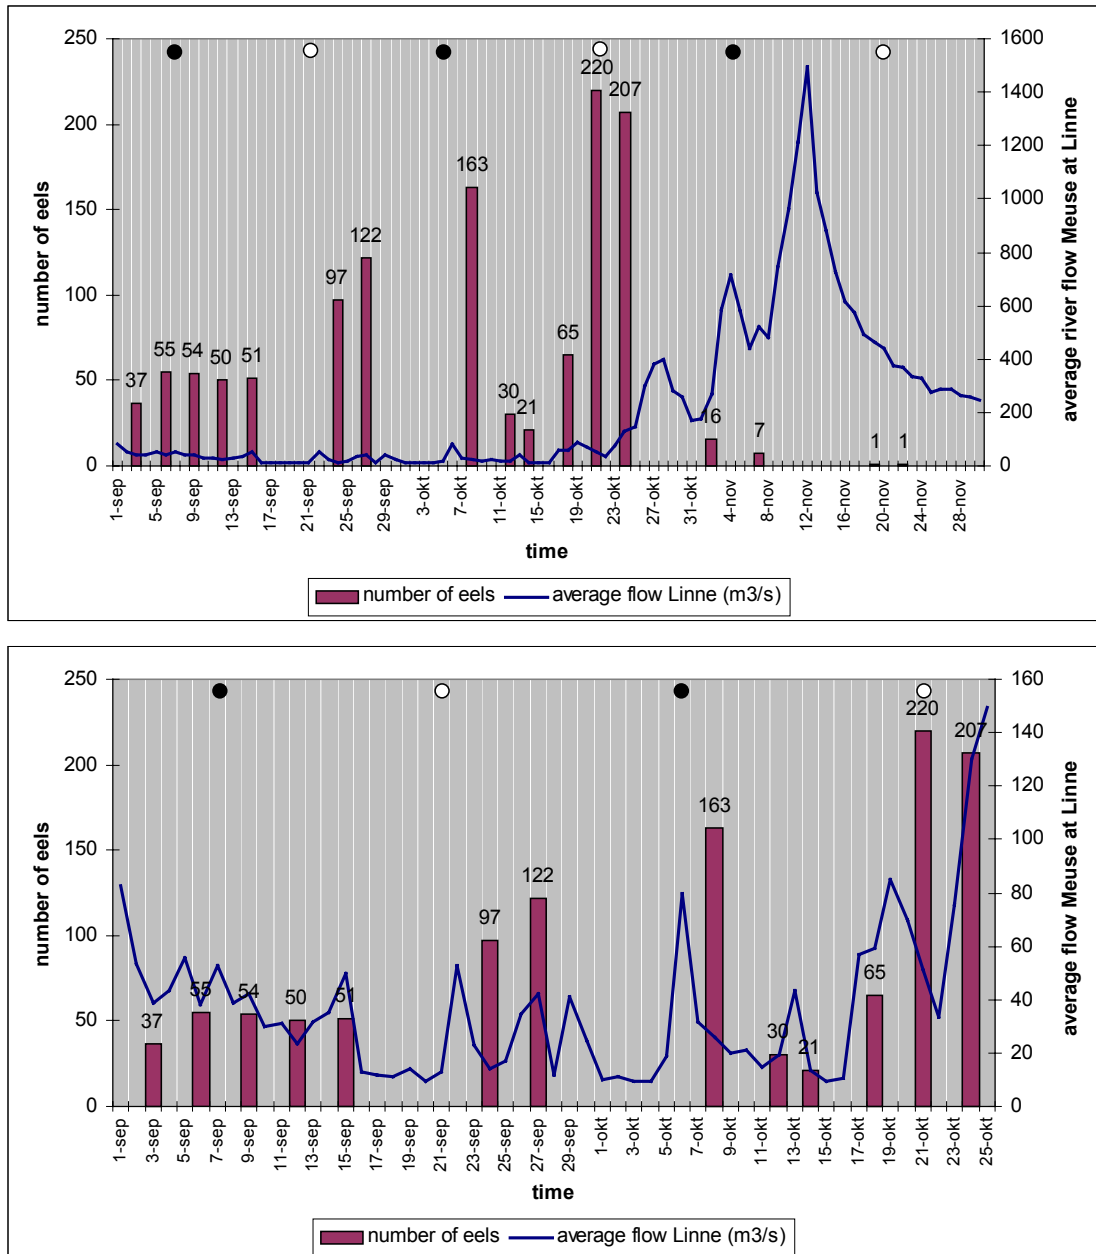 250
200
150
100
50
0
number of eels
1600
1400
1200
1000
800
600
400
200
0
average river flow Meuse at Linne
37
55
54
50
51
97
122
163
30
21
65
220
207
16
7
1
1
1-sep
5-sep
9-sep
13-sep
17-sep
21-sep
25-sep
29-sep
3-okt
7-okt
11-okt
15-okt
19-okt
23-okt
27-okt
31-okt
4-nov
8-nov
12-nov
16-nov
20-nov
24-nov
28-nov
time
number of eels average flow Linne (m3/s)
250
200
150
100
50
0
number of eels
160
140
120
100
80
60
40
20
0
average flow Meuse at Linne
37
55
54
50
51
97
122
163
30
21
65
220
207
1-sep
3-sep
5-sep
7-sep
9-sep
11-sep
13-sep
15-sep
17-sep
19-sep
21-sep
23-sep
25-sep
27-sep
29-sep
1-okt
3-okt
5-okt
7-okt
9-okt
11-okt
13-okt
15-okt
17-okt
19-okt
21-okt
23-okt
25-okt
time
number of eels average flow Linne (m3/s)